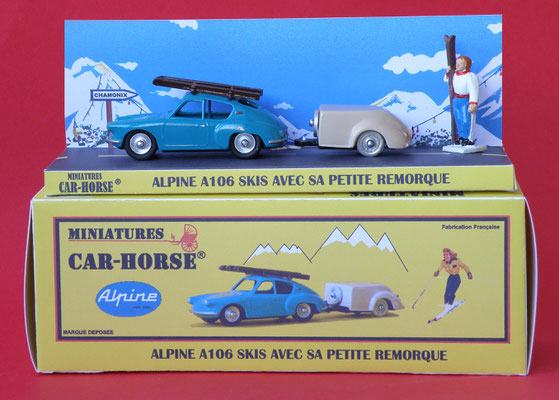 CHAMONIX
MINIATURES
CAR-HORSE®
ALPINE A106 SKIS AVEC SA PETITE REMORQUE
MINIATURES
Fabrication Française
CAR-HORSE®
Alpine
MARQUE DEPOSEE
ALPINE A106 SKIS AVEC SA PETITE REMORQUE